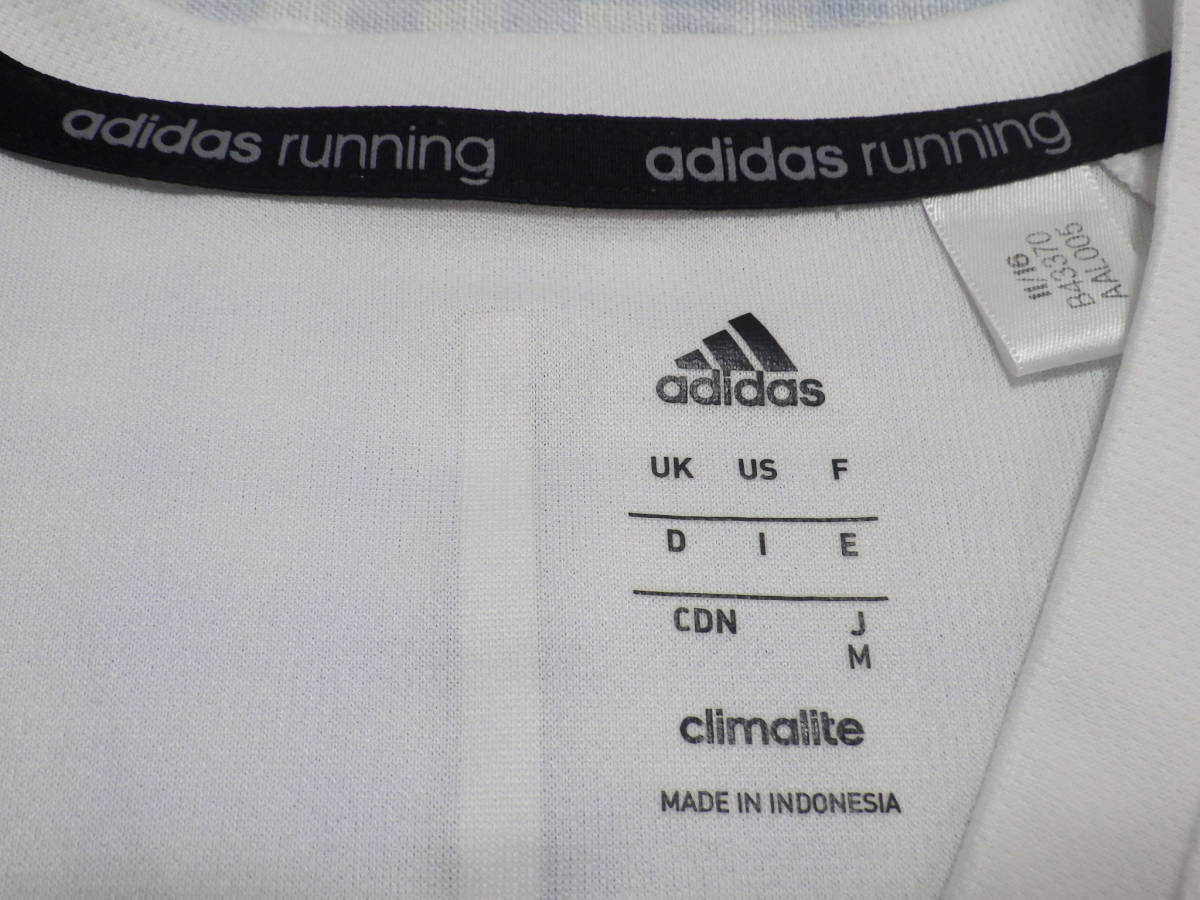 adidas running
adidas running
11/16
B43370
AAL005
adidas
UK US F
D I E
CDN J
M
climalite
MADE IN INDONESIA